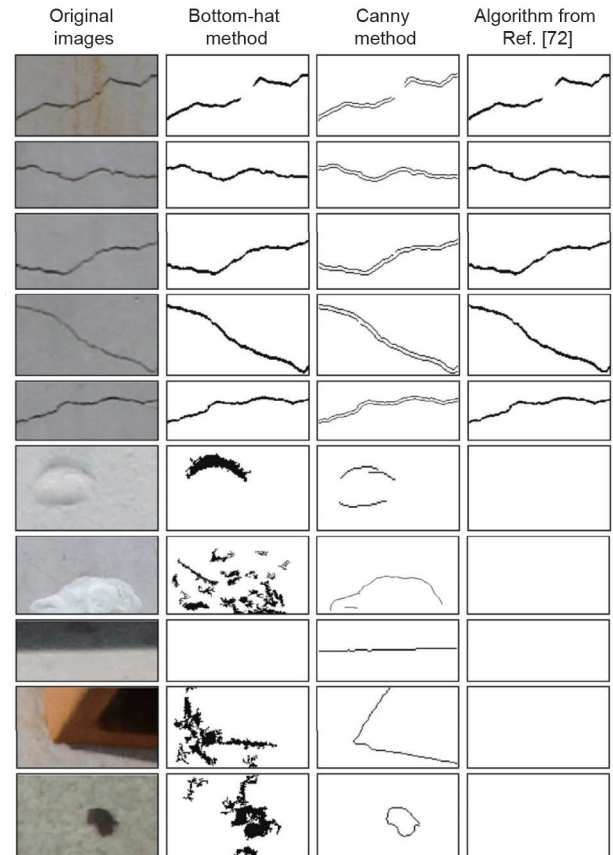 Original images
Bottom-hat method
Canny method
Algorithm from Ref. [72]